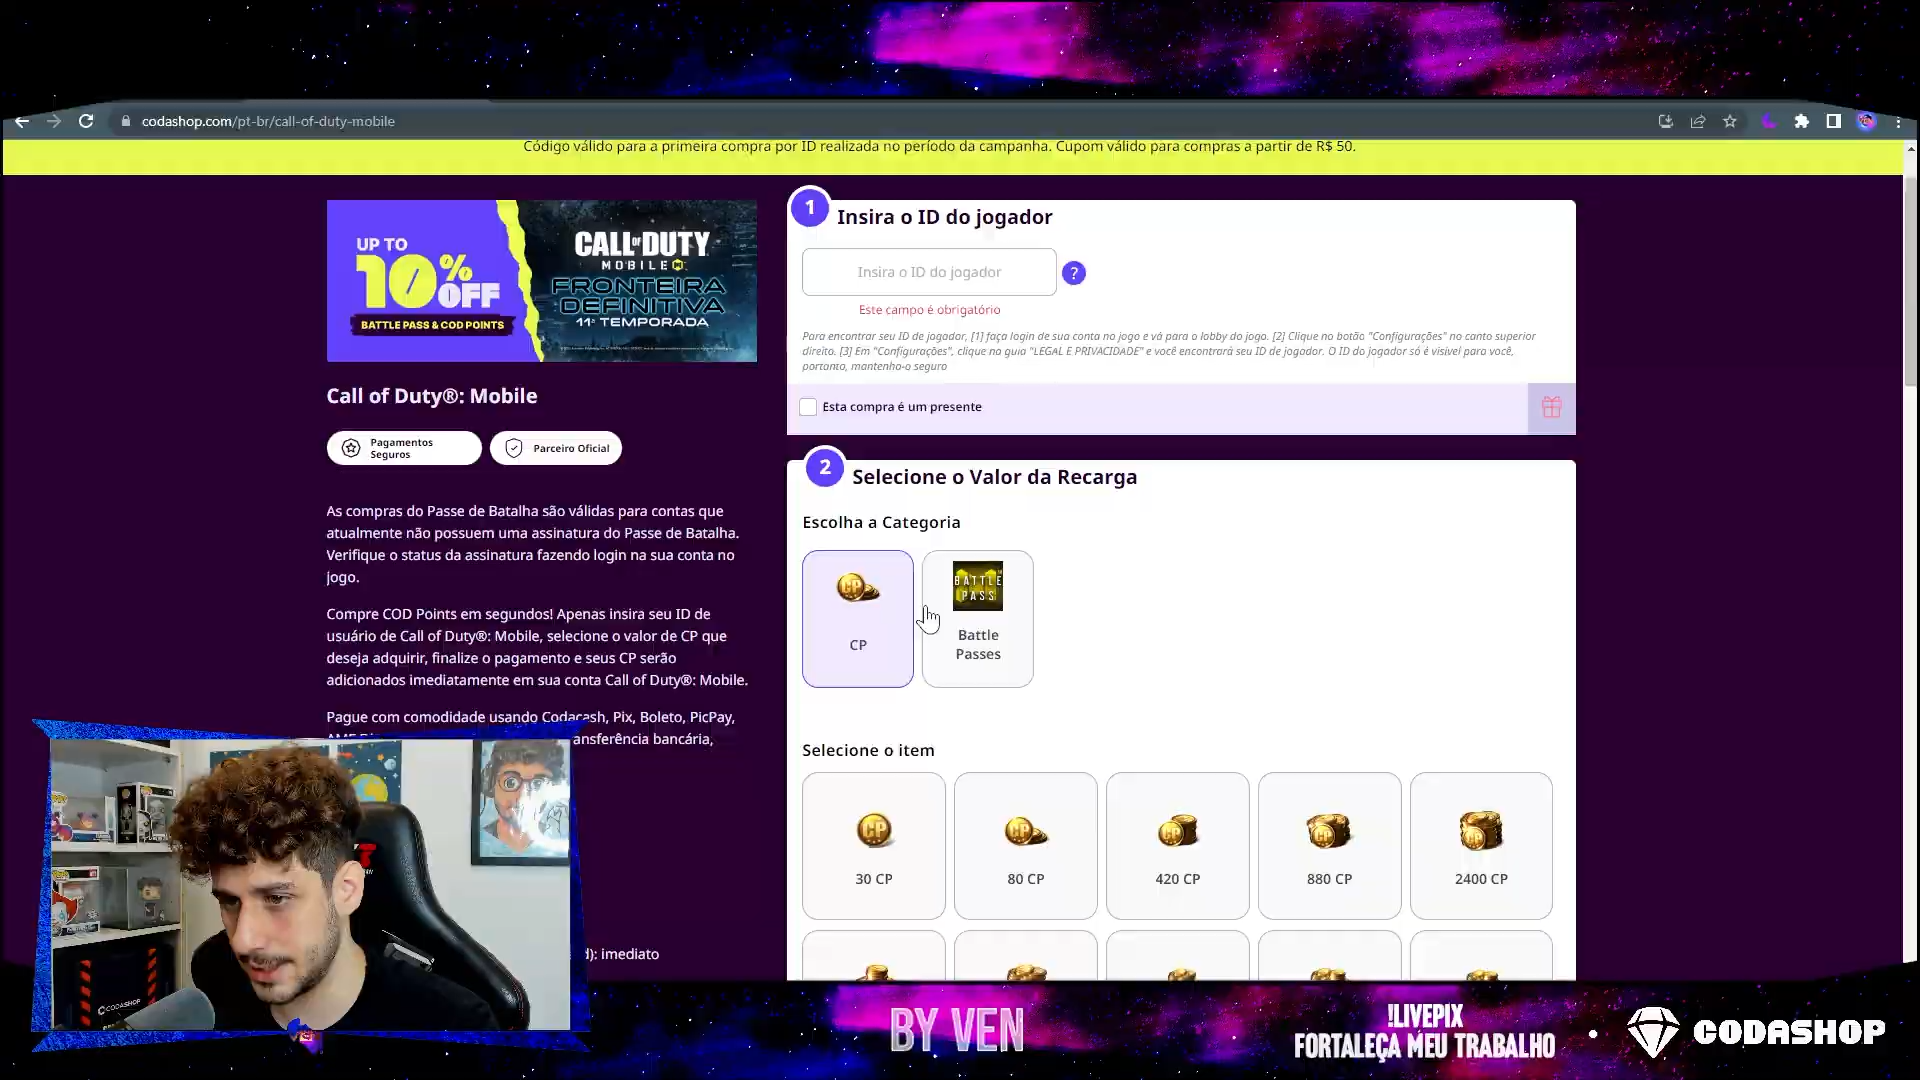 codashop.com/pt-br/call-of-duty-mobile
Código válido para a primeira compra por ID realizada no período da campanha. Cupom válido para compras a partir de R$ 50.
UP TO
10% OFF
BATTLE PASS & COD POINTS
CALL OF DUTY
MOBILE
FRONTEIRA
DEFINITIVA
11ª TEMPORADA
Call of Duty®: Mobile
Pagamentos
Seguros
Parceiro Oficial
As compras do Passe de Batalha são válidas para contas que
atualmente não possuem uma assinatura do Passe de Batalha.
Verifique o status da assinatura fazendo login na sua conta no
jogo.
Compre COD Points em segundos! Apenas insira seu ID de
usuário de Call of Duty®: Mobile, selecione o valor de CP que
deseja adquirir, finalize o pagamento e seus CP serão
adicionados imediatamente em sua conta Call of Duty®: Mobile.
Pague com comodidade usando Codacash, Pix, Boleto, PicPay,
ansferência bancária,
d): imediato
1
Insira o ID do jogador
Insira o ID do jogador
?
Este campo é obrigatório
Para encontrar seu ID de jogador, [1] faça login de sua conta no jogo e vá para o lobby do jogo. [2] Clique no botão "Configurações" no canto superior
direito. [3] Em "Configurações", clique na guia "LEGAL E PRIVACIDADE" e você encontrará seu ID de jogador. O ID do jogador só é visível para você,
portanto, mantenha-o seguro
Esta compra é um presente
2
Selecione o Valor da Recarga
Escolha a Categoria
CP
CP
BATTLE
PASS
Battle
Passes
Selecione o item
CP
30 CP
CP
80 CP
CP
420 CP
CP
880 CP
CP
2400 CP
CODASHOP
BY VEN
!LIVEPIX
FORTALEÇA MEU TRABALHO
CODASHOP